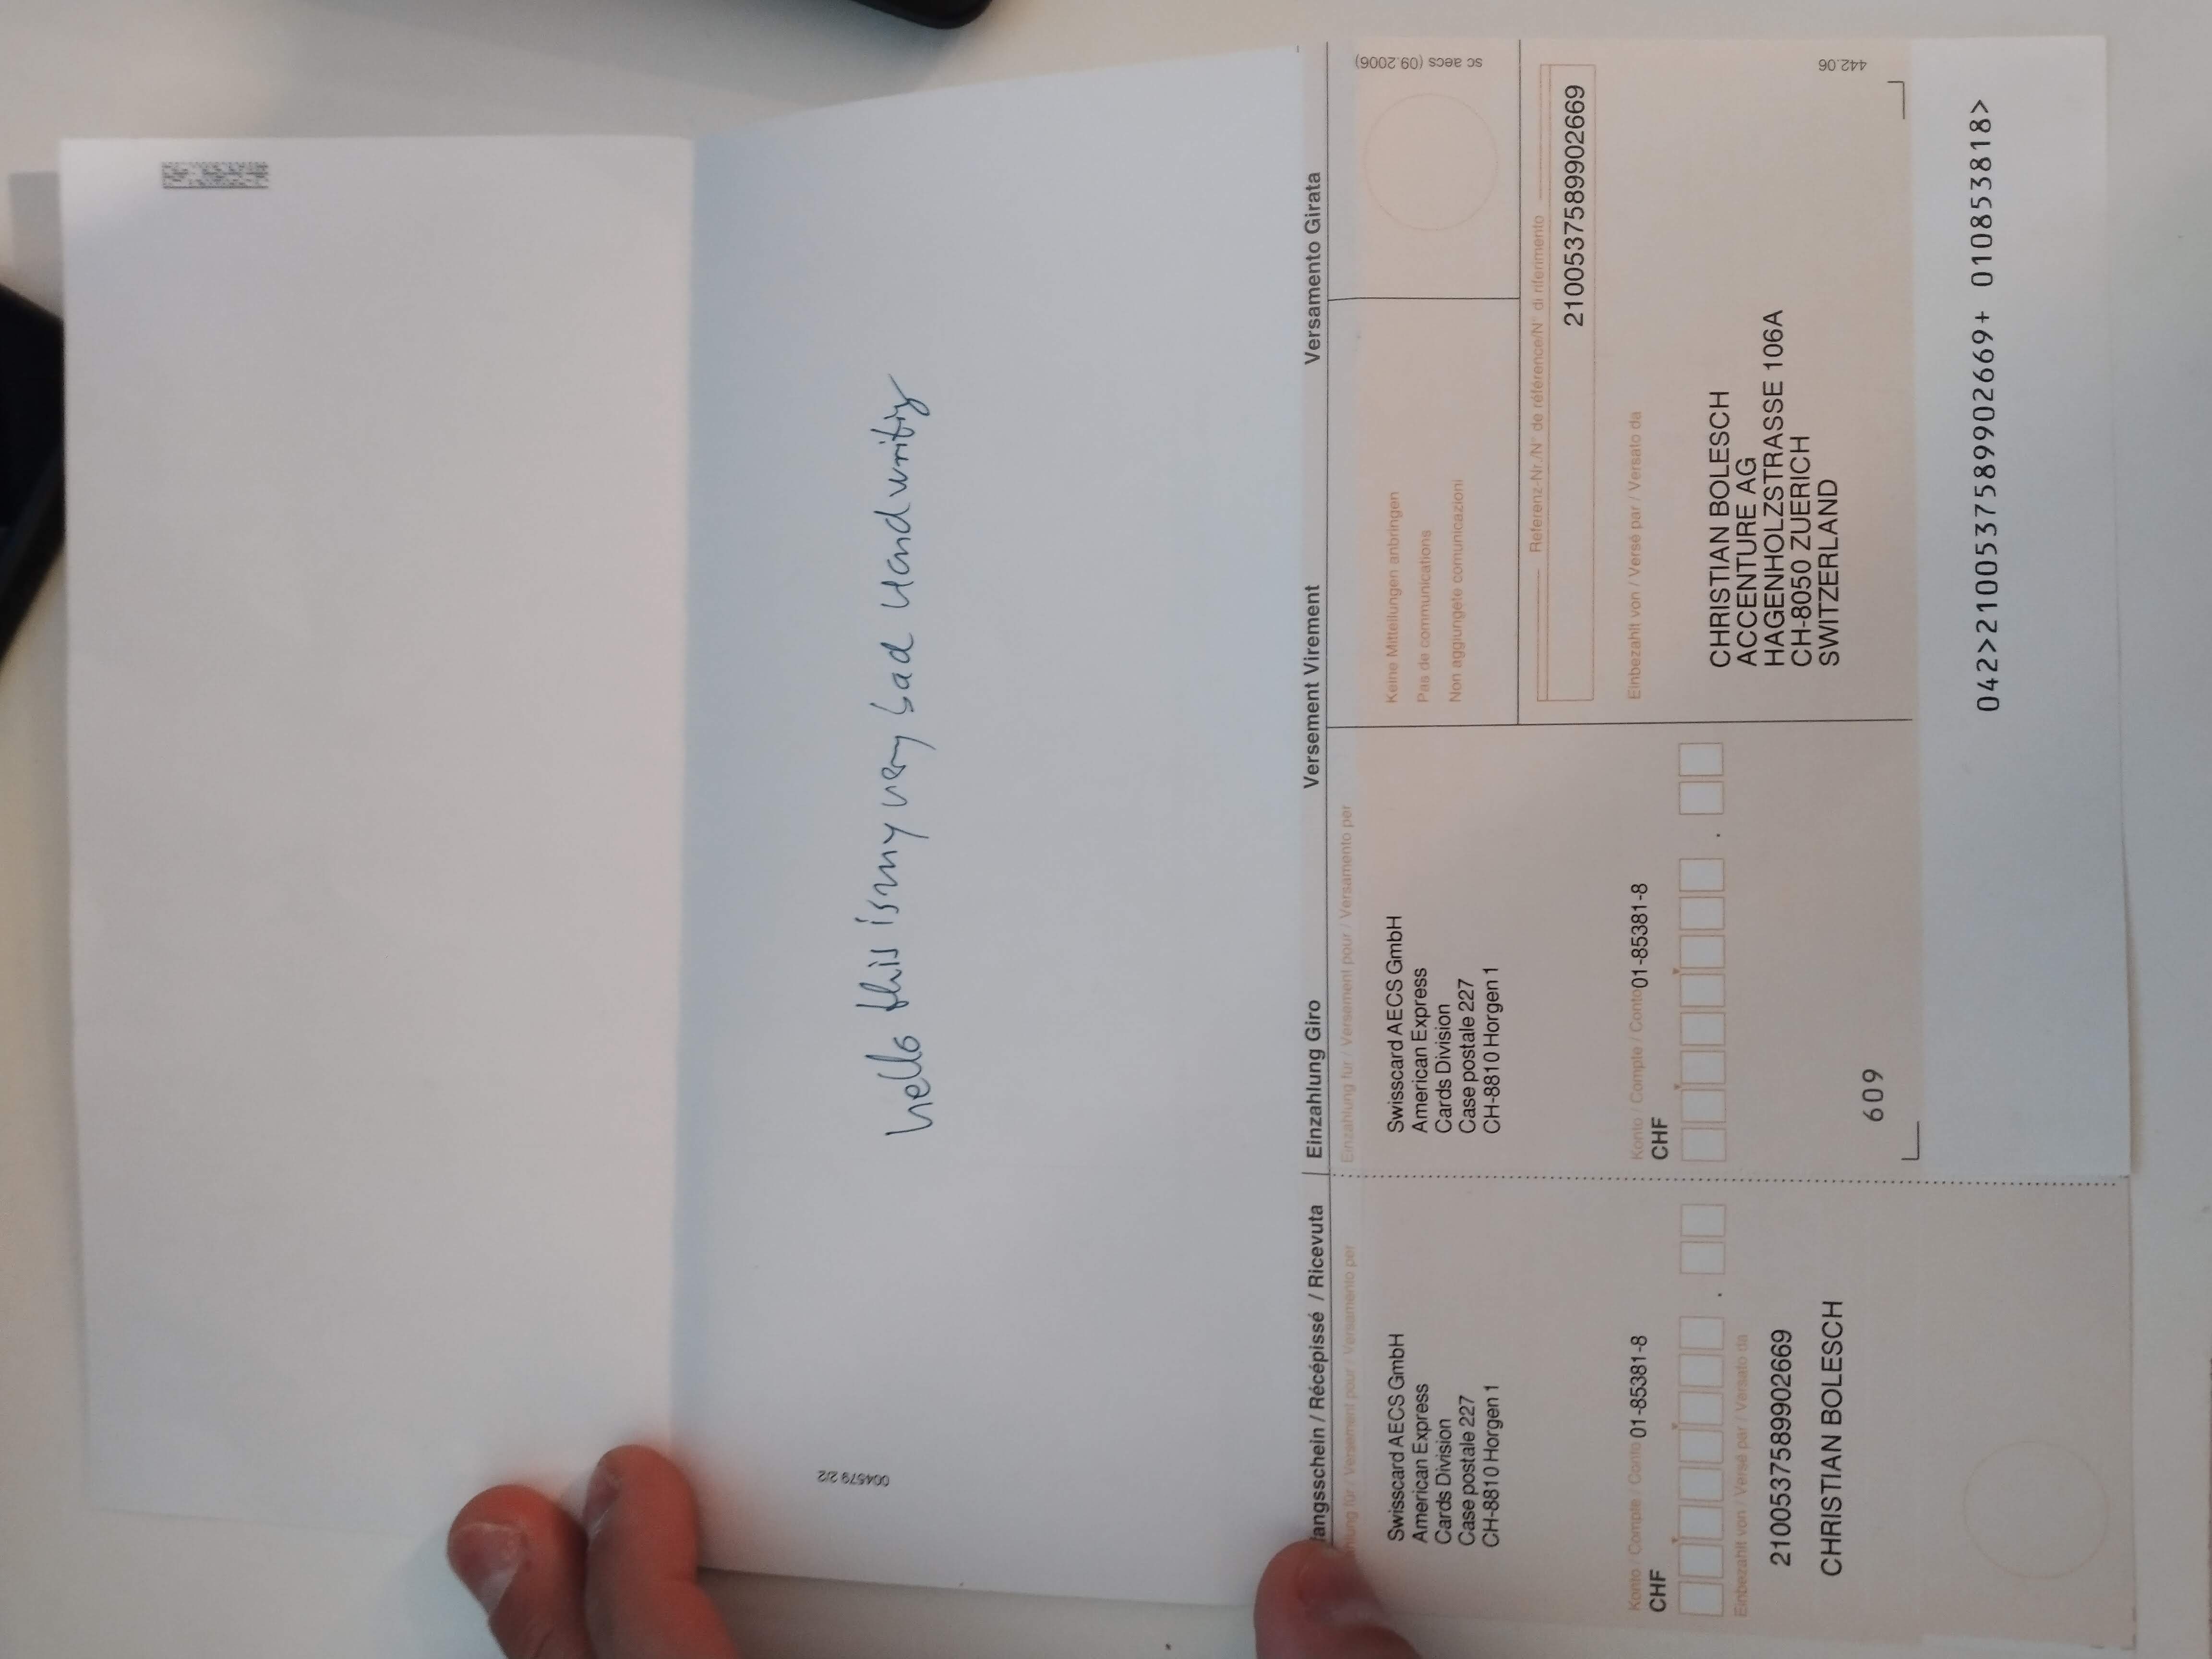 004579 2/2
hello this is my very bad handwriting
fangsschein / Récépissé / Ricevuta
Einzahlung Giro
Versement Virement
Versamento Girata
hlung für / Versement pour / Versamento per
Einzahlung für / Versement pour / Versamento per
Swisscard AECS GmbH
American Express
Cards Division
Case postale 227
CH-8810 Horgen 1
Swisscard AECS GmbH
American Express
Cards Division
Case postale 227
CH-8810 Horgen 1
Keine Mitteilungen anbringen
Pas de communications
Non aggiungete comunicazioni
sc aecs (09.2006)
Referenz-Nr./N° de référence/N° di riferimento
2100537589902669
Konto / Compte / Conto 01-85381-8
CHF
Konto / Compte / Conto 01-85381-8
CHF
Einbezahlt von / Versé par / Versato da
Einbezahlt von / Versé par / Versato da
2100537589902669
CHRISTIAN BOLESCH
609
CHRISTIAN BOLESCH
ACCENTURE AG
HAGENHOLZSTRASSE 106A
CH-8050 ZUERICH
SWITZERLAND
442.06
042>2100537589902669+ 010853818>